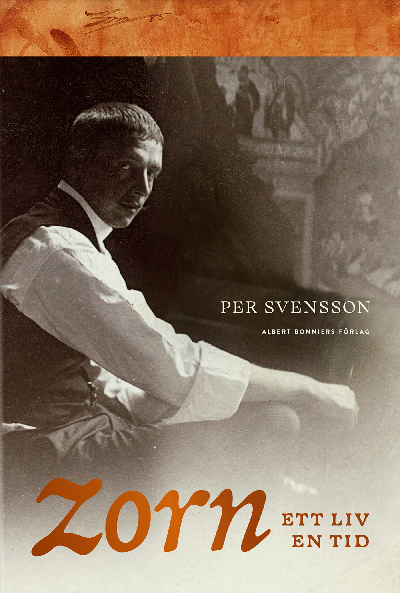 PER SVENSSON
ALBERT BONNIERS FÖRLAG
Zorn
ETT LIV
EN TID